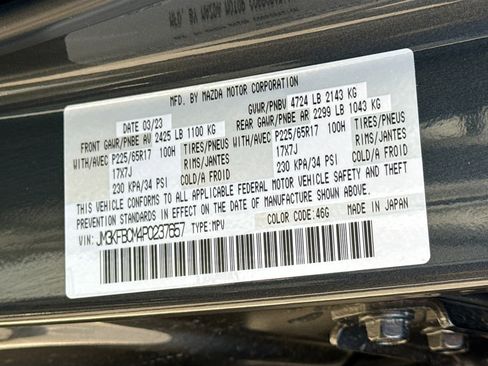 MFD. BY MAZDA MOTOR CORPORATION
DATE 03/23 GVWR/PNBV 4724 LB 2143 KG
FRONT GAWR/PNBE AV 2425 LB 1100 KG REAR GAWR/PNBE AR 2299 LB 1043 KG
WITH/AVEC P225/65R17 100H TIRES/PNEUS WITH/AVEC P225/65R17 100H TIRES/PNEUS
17X7J RIMS/JANTES 17X7J RIMS/JANTES
230 KPA/34 PSI COLD/A FROID 230 KPA/34 PSI COLD/A FROID
THIS VEHICLE CONFORMS TO ALL APPLICABLE FEDERAL MOTOR VEHICLE SAFETY AND THEFT
PREVENTION STANDARDS IN EFFECT ON THE DATE OF MANUFACTURE SHOWN ABOVE.
VIN: JM3KFBCM4P0237657 TYPE:MPV COLOR CODE:46G MADE IN JAPAN